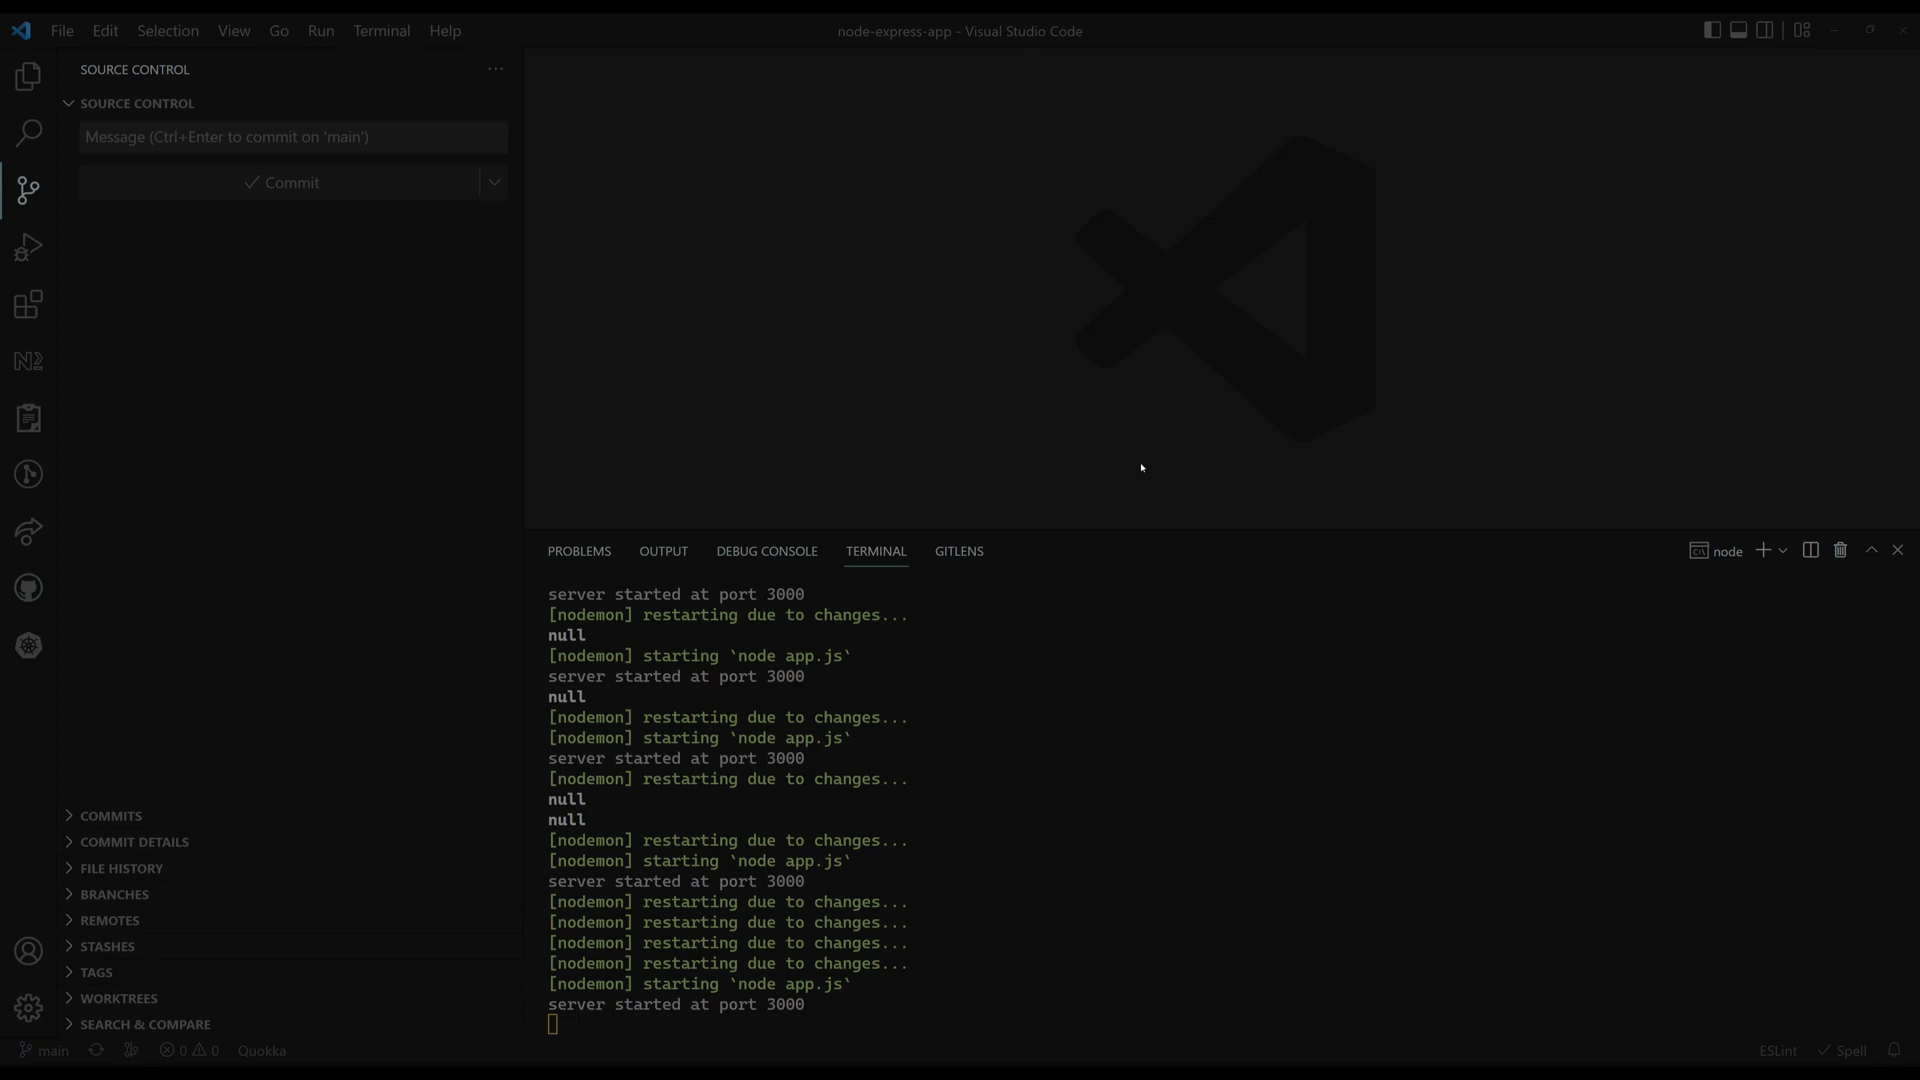 File Edit Selection View Go Run Terminal Help
node-express-app - Visual Studio Code
SOURCE CONTROL
SOURCE CONTROL
Message (Ctrl+Enter to commit on 'main')
Commit
COMMITS
COMMIT DETAILS
FILE HISTORY
BRANCHES
REMOTES
STASHES
TAGS
WORKTREES
SEARCH & COMPARE
PROBLEMS OUTPUT DEBUG CONSOLE TERMINAL GITLENS
node
server started at port 3000
[nodemon] restarting due to changes...
null
[nodemon] starting `node app.js`
server started at port 3000
null
[nodemon] restarting due to changes...
[nodemon] starting `node app.js`
server started at port 3000
[nodemon] restarting due to changes...
null
null
[nodemon] restarting due to changes...
[nodemon] starting `node app.js`
server started at port 3000
[nodemon] restarting due to changes...
[nodemon] restarting due to changes...
[nodemon] restarting due to changes...
[nodemon] restarting due to changes...
[nodemon] starting `node app.js`
server started at port 3000
main 0 0 Quokka
ESLint Spell